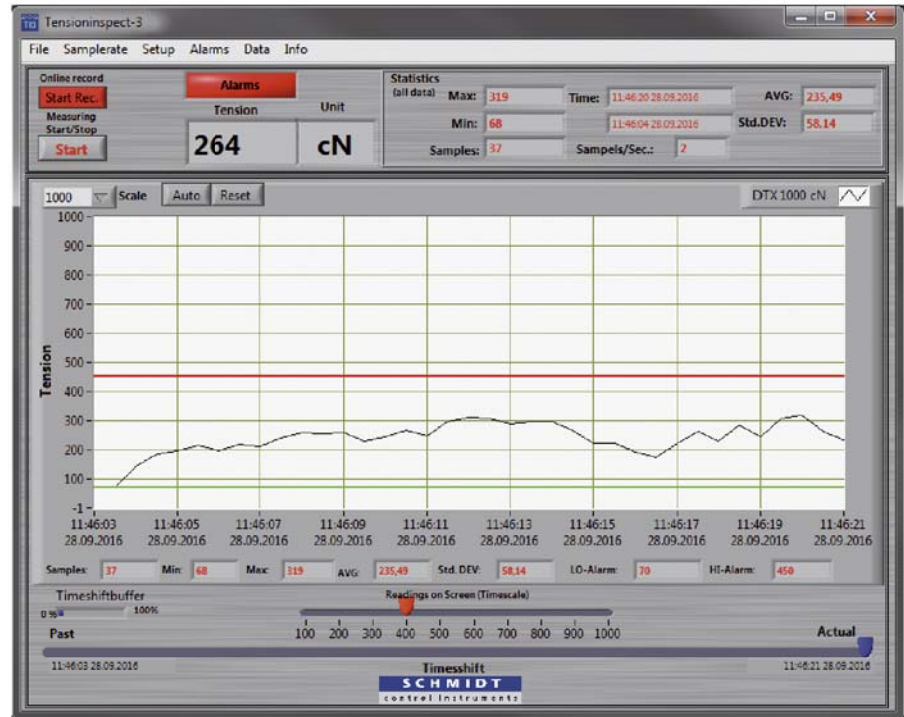 Tensioninspect-3
File Samplerate Setup Alarms Data Info
Online record
Start Rec.
Measuring
Start/Stop
Start
Alarms
Tension Unit
264 cN
Statistics
(all data) Max: 319 Time: 11:46:20 28.09.2016 AVG: 235,49
Min: 68 11:46:04 28.09.2016 Std.DEV: 58,14
Samples: 37 Sampels/Sec.: 2
1000 Scale Auto Reset DTX 1000 cN
1000
900
800
700
600
500
400
300
200
100
-1
Tension
11:46:03 11:46:05 11:46:07 11:46:09 11:46:11 11:46:13 11:46:15 11:46:17 11:46:19 11:46:21
28.09.2016 28.09.2016 28.09.2016 28.09.2016 28.09.2016 28.09.2016 28.09.2016 28.09.2016 28.09.2016 28.09.2016
Samples: 37 Min: 68 Max: 319 AVG: 235,49 Std. DEV: 58,14 LO-Alarm: 70 HI-Alarm: 450
Timeshiftbuffer
0 % 100%
Readings on Screen (Timescale)
100 200 300 400 500 600 700 800 900 1000
Past Actual
11:46:03 28.09.2016 Timesshift 11:46:21 28.09.2016
SCHMIDT
control instruments